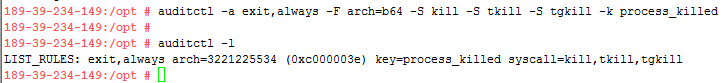 189-39-234-149:/opt # auditctl -a exit,always -F arch=b64 -S kill -S tkill -S tgkill -k process_killed
189-39-234-149:/opt #
189-39-234-149:/opt # auditctl -l
LIST_RULES: exit,always arch=3221225534 (0xc000003e) key=process_killed syscall=kill,tkill,tgkill
189-39-234-149:/opt #